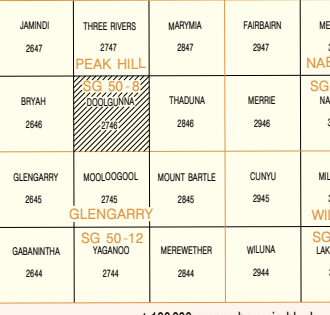 JAMINDI THREE RIVERS MARYMIA FAIRBAIRN
2647 2747 2847 2947
PEAK HILL
SG 50-8
BRYAH DOOLGUNNA THADUNA MERRIE
2646 2746 2846 2946
GLENGARRY MOOLOOGOOL MOUNT BARTLE CUNYU
2645 2745 2845 2945
GLENGARRY
SG 50-12
GABANINTHA YAGANOO MEREWETHER WILUNA
2644 2744 2844 2944